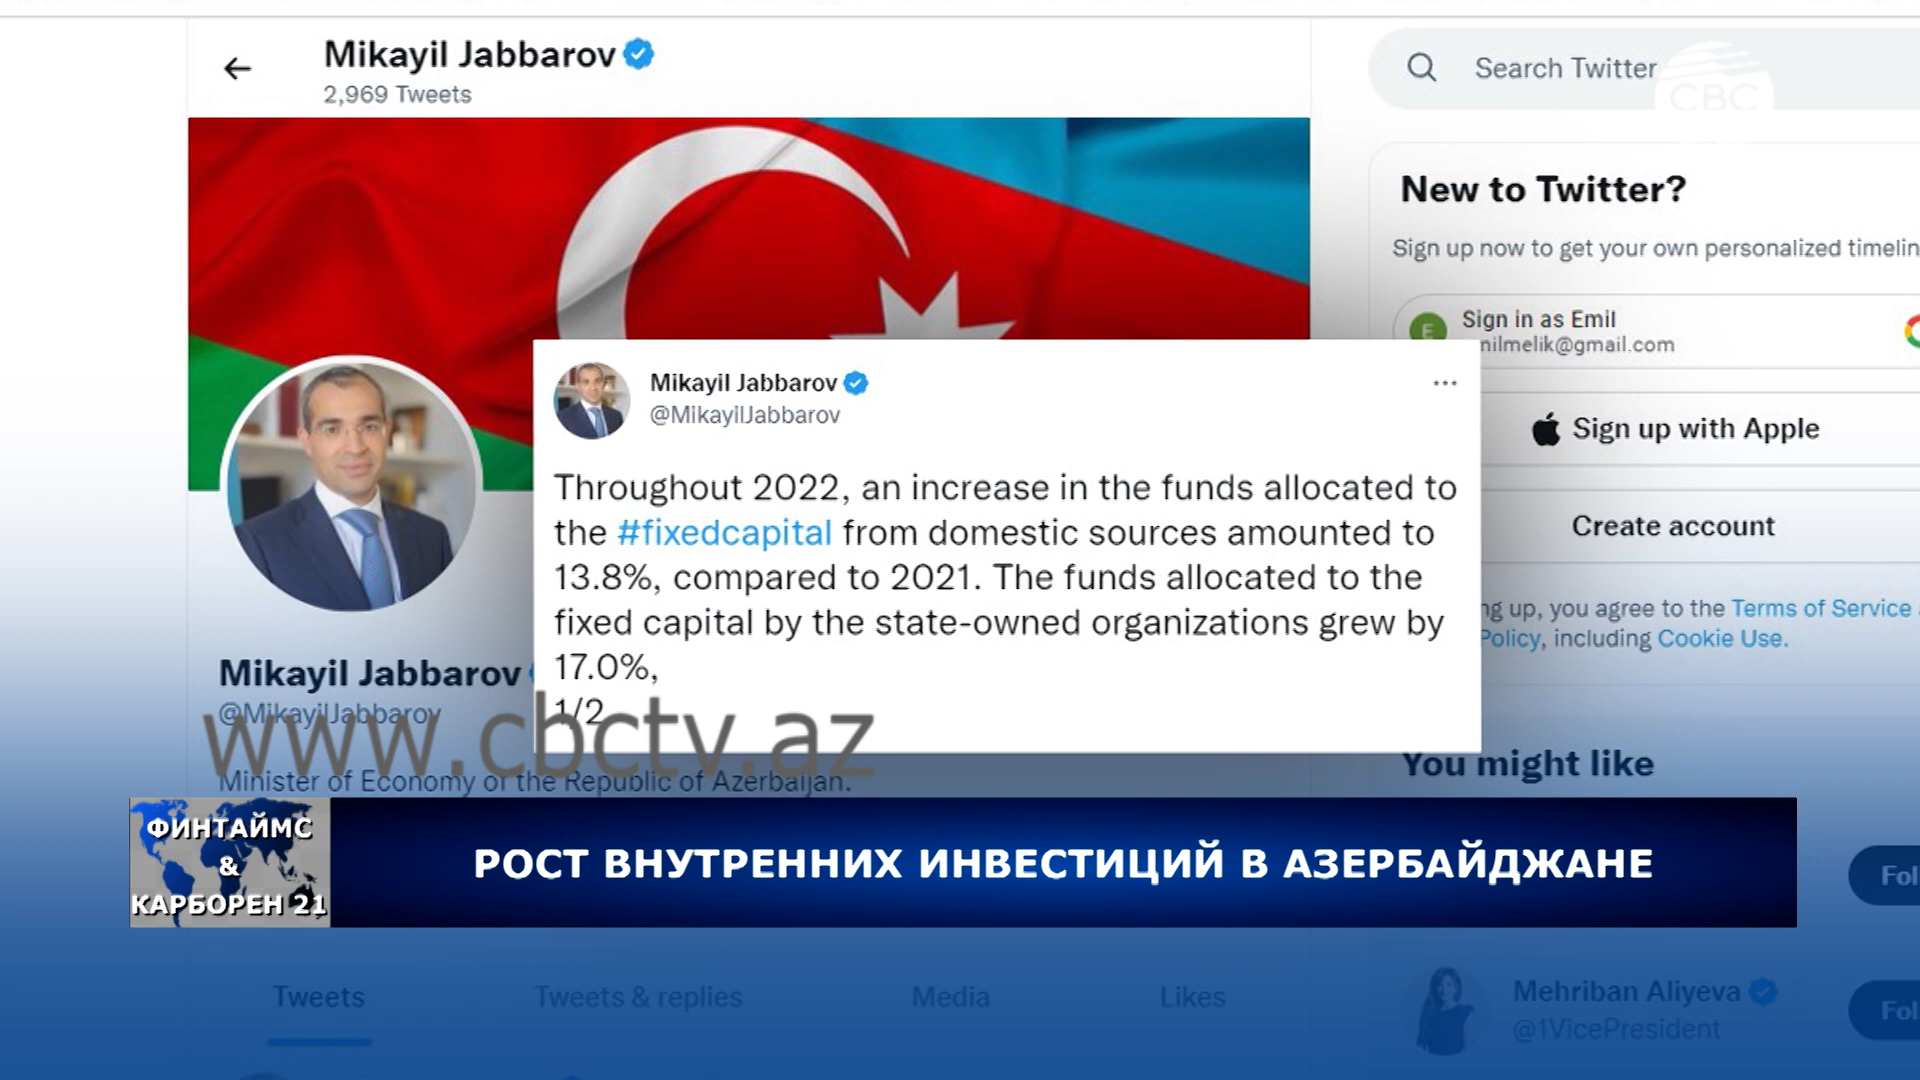 Mikayil Jabbarov
2,969 Tweets
Search Twitter
CBC
New to Twitter?
Sign up now to get your own personalized timelin
E
Sign in as Emil
nilmelik@gmail.com
Mikayil Jabbarov
@MikayilJabbarov
Sign up with Apple
Throughout 2022, an increase in the funds allocated to
the #fixedcapital from domestic sources amounted to
13.8%, compared to 2021. The funds allocated to the
fixed capital by the state-owned organizations grew by
17.0%,
1/2
Create account
ng up, you agree to the Terms of Service
Policy, including Cookie Use.
Mikayil Jabbarov
@MikayilJabbarov
www.cbctv.az
Minister of Economy of the Republic of Azerbaijan.
You might like
ФИНТАЙМС
&
КАРБОРЕН 21
РОСТ ВНУТРЕННИХ ИНВЕСТИЦИЙ В АЗЕРБАЙДЖАНЕ
Fol
Tweets
Tweets & replies
Media
Likes
Mehriban Aliyeva
@1VicePresident
Fol